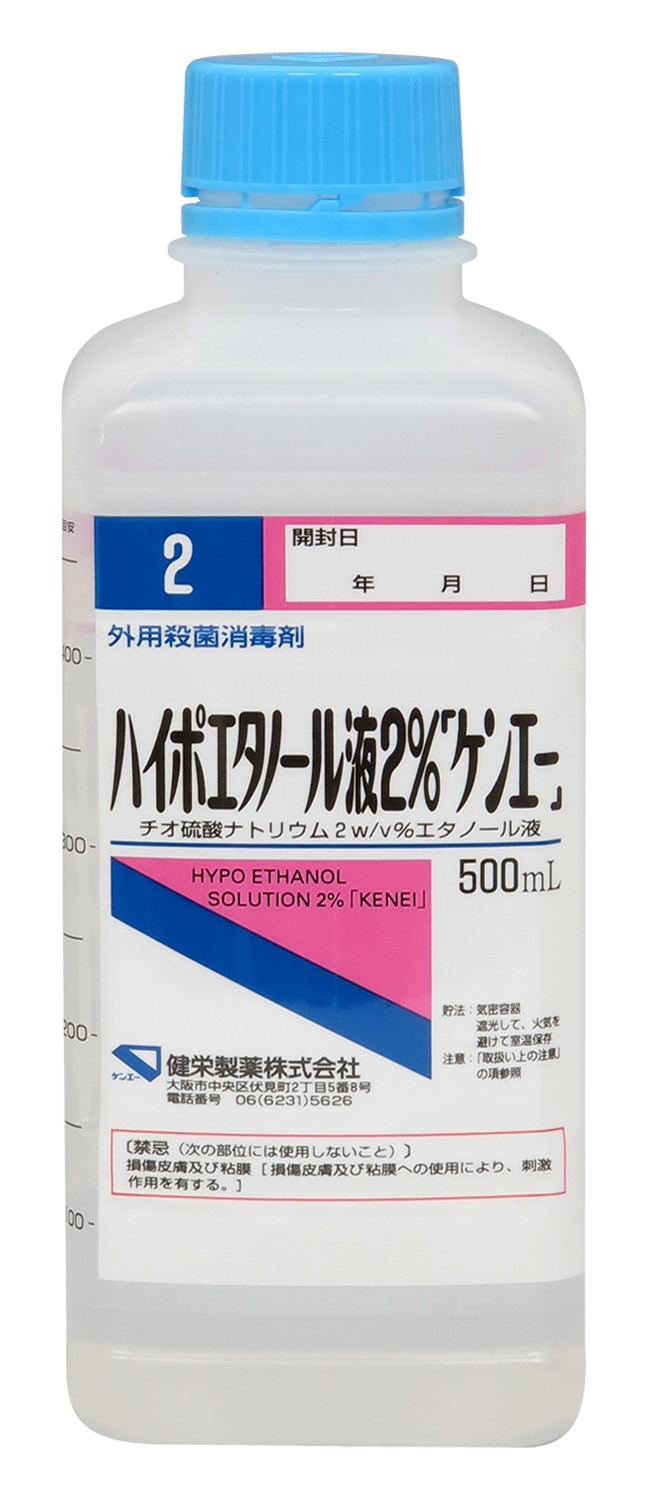 目安
2
開封日
年 月 日
400
外用殺菌消毒剤
ハイポエタノール液2%「ケンエー」
チオ硫酸ナトリウム2w/v%エタノール液
300
HYPO ETHANOL
SOLUTION 2%「KENEI」
500mL
貯法:気密容器
遮光して、火気を
避けて室温保存
注意:「取扱い上の注意」
の項参照
200
ケンエー
健栄製薬株式会社
大阪市中央区伏見町2丁目5番8号
電話番号 06(6231)5626
〔禁忌(次の部位には使用しないこと)〕
損傷皮膚及び粘膜[損傷皮膚及び粘膜への使用により、刺激
作用を有する。]
100